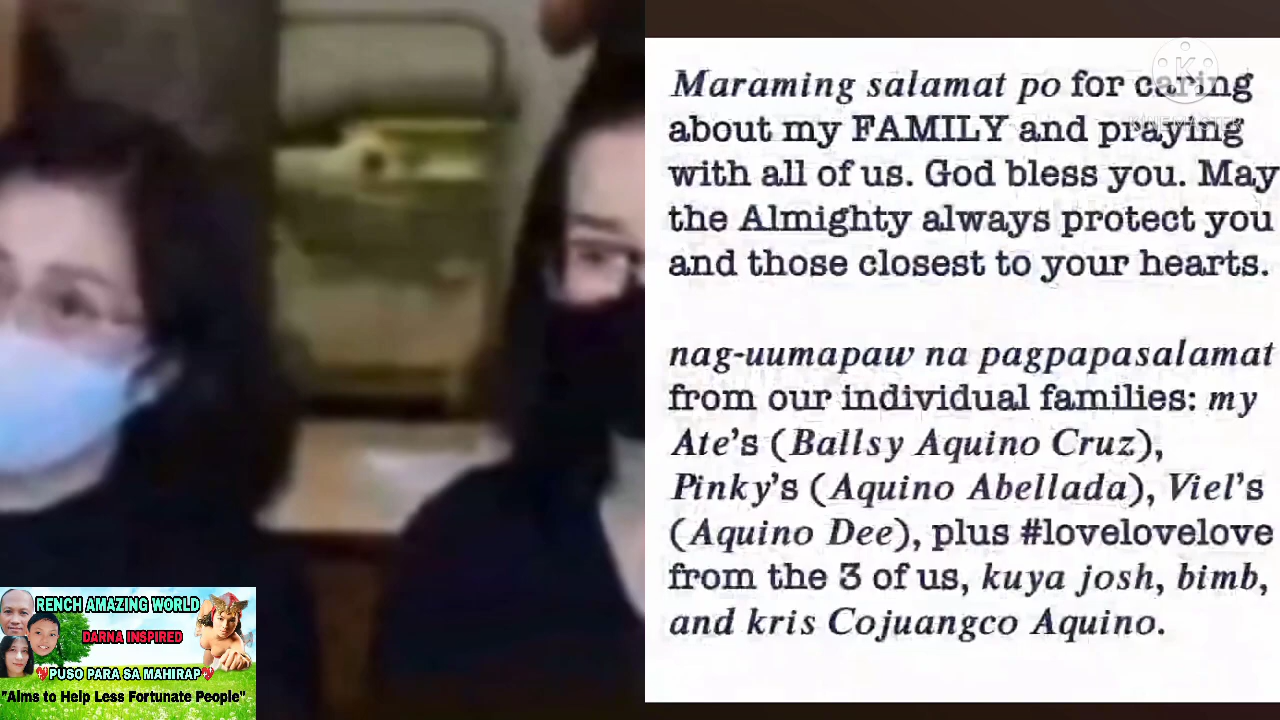 Maraming salamat po for caring
about my FAMILY and praying
with all of us. God bless you. May
the Almighty always protect you
and those closest to your hearts.
nag-uumapaw na pagpapasalamat
from our individual families: my
Ate's (Ballsy Aquino Cruz),
Pinky's (Aquino Abellada), Viel's
(Aquino Dee), plus #lovelovelove
from the 3 of us, kuya josh, bimb,
and kris Cojuangco Aquino.
K
KINEMASTER
RENCH AMAZING WORLD
DARNA INSPIRED
PUSO PARA SA MAHIRAP
"Aims to Help Less Fortunate People"